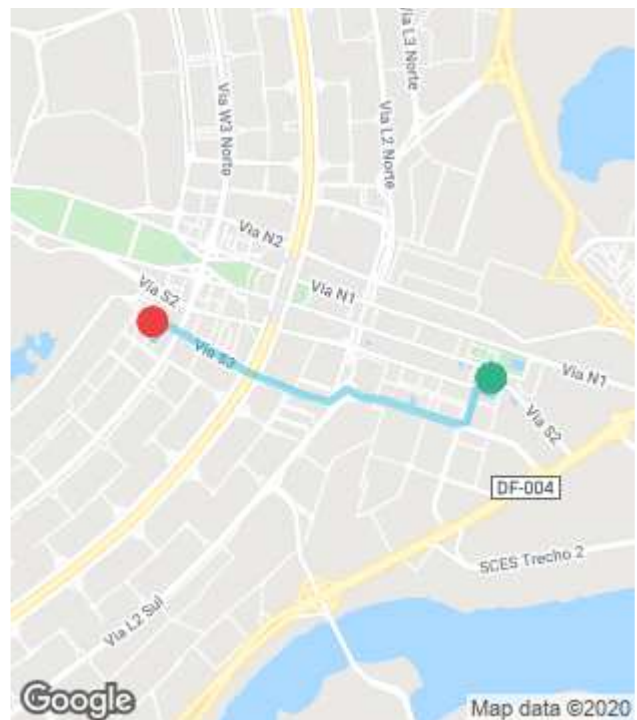 Via L3 Norte
Via W3 Norte
Via L2 Norte
Via N2
Via S2
Via N1
Via S3
Via N1
Via S2
DF-004
SCES Trecho 2
Via L2 Sul
Google
Map data ©2020